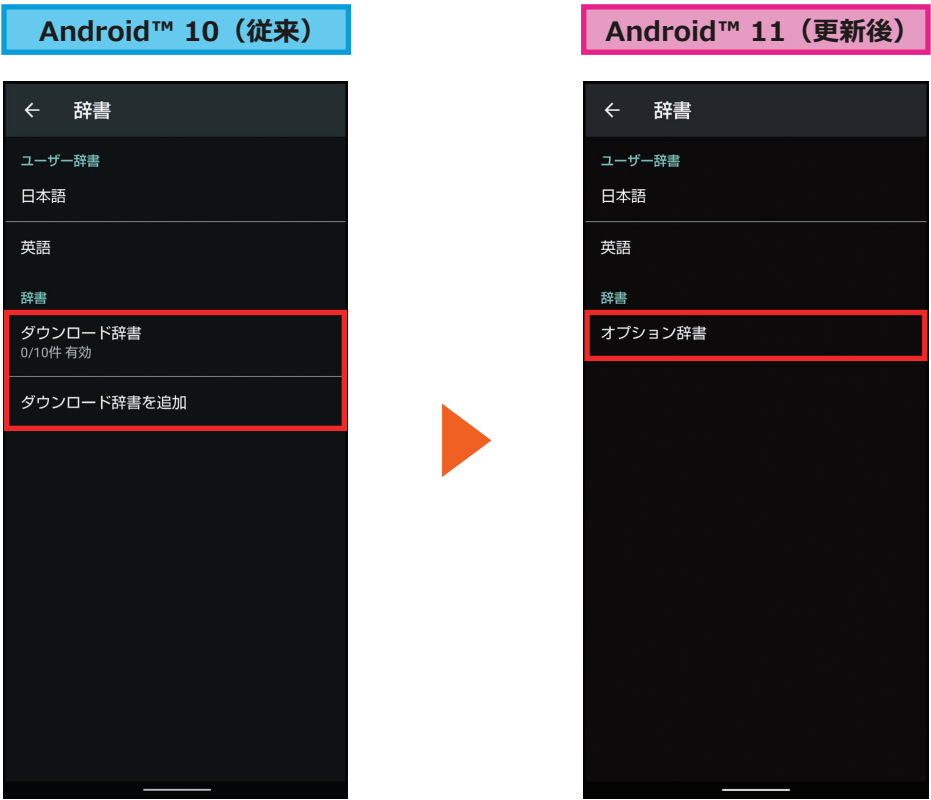 Android™ 10（従来）
辞書
ユーザー辞書
日本語
英語
辞書
ダウンロード辞書
0/10件 有効
ダウンロード辞書を追加
Android™ 11（更新後）
辞書
ユーザー辞書
日本語
英語
辞書
オプション辞書